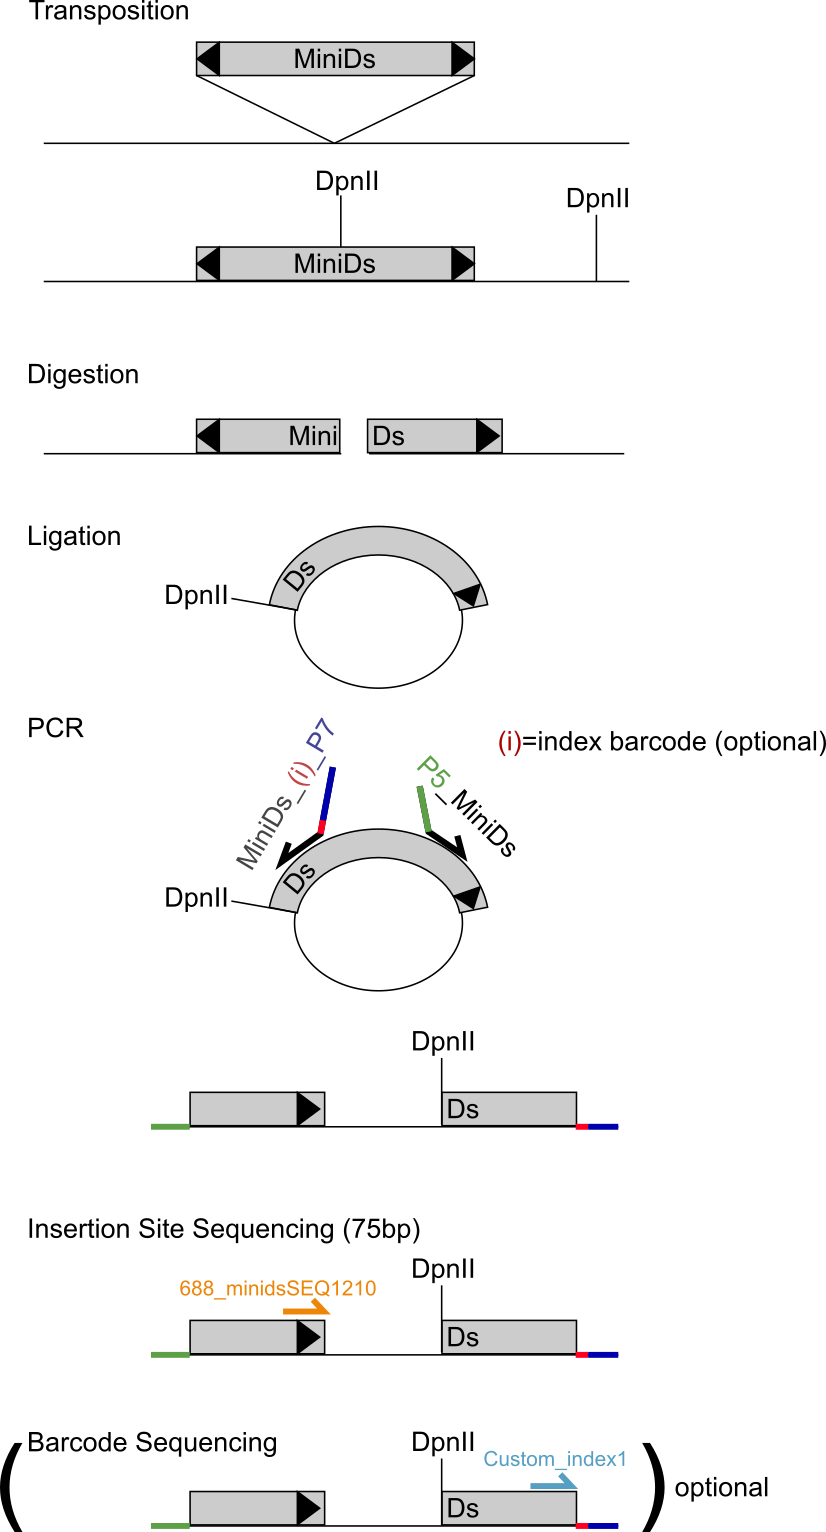 Transposition
MiniDs
DpnII
DpnII
MiniDs
Digestion
Mini
Ds
Ligation
Ds
DpnII
PCR
MiniDs_(i)_P7
P5_MiniDs
(i)=index barcode (optional)
Ds
DpnII
DpnII
Ds
Insertion Site Sequencing (75bp)
DpnII
688_minidsSEQ1210
Ds
(Barcode Sequencing
DpnII
Custom_index1
) optional
Ds